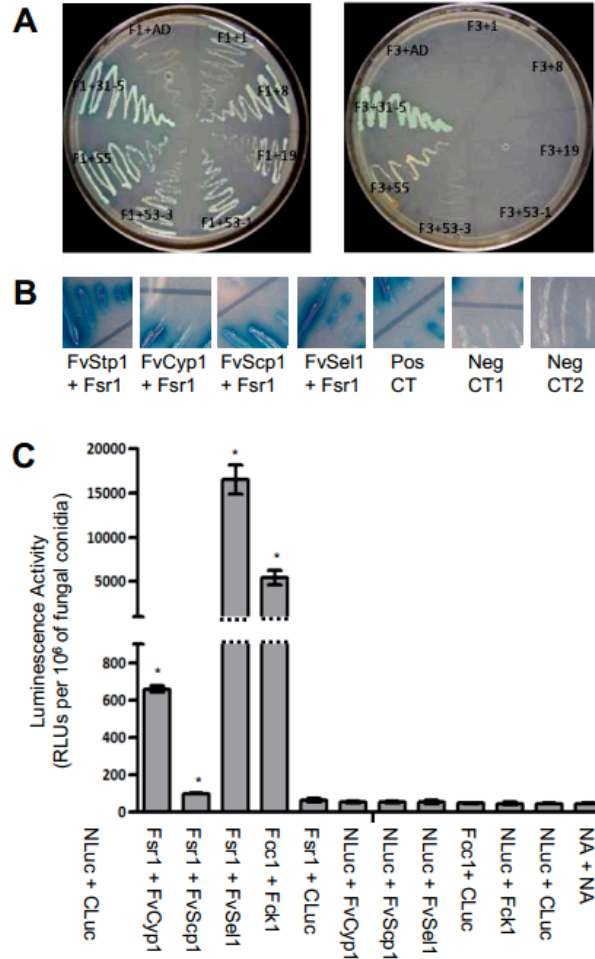 A
F1+AD
F1+1
F1+31-5
F1+8
F1+55
F1+19
F1+53-3
F1+53-1
F3+1
F3+AD
F3+8
F3+31-5
F3+19
F3+55
F3+53-1
F3+53-3
B
FvStp1 + Fsr1
FvCyp1 + Fsr1
FvScp1 + Fsr1
FvSel1 + Fsr1
Pos CT
Neg CT1
Neg CT2
C
Luminescence Activity
(RLUs per 10⁶ of fungal conidia)
20000
15000
10000
5000
800
600
400
200
0
*
*
*
*
NLuc + CLuc
Fsr1 + FvCyp1
Fsr1 + FvScp1
Fsr1 + FvSel1
Fcc1 + Fck1
Fsr1 + CLuc
NLuc + FvCyp1
NLuc + FvScp1
NLuc + FvSel1
Fcc1+ CLuc
NLuc + Fck1
NLuc + CLuc
NA + NA